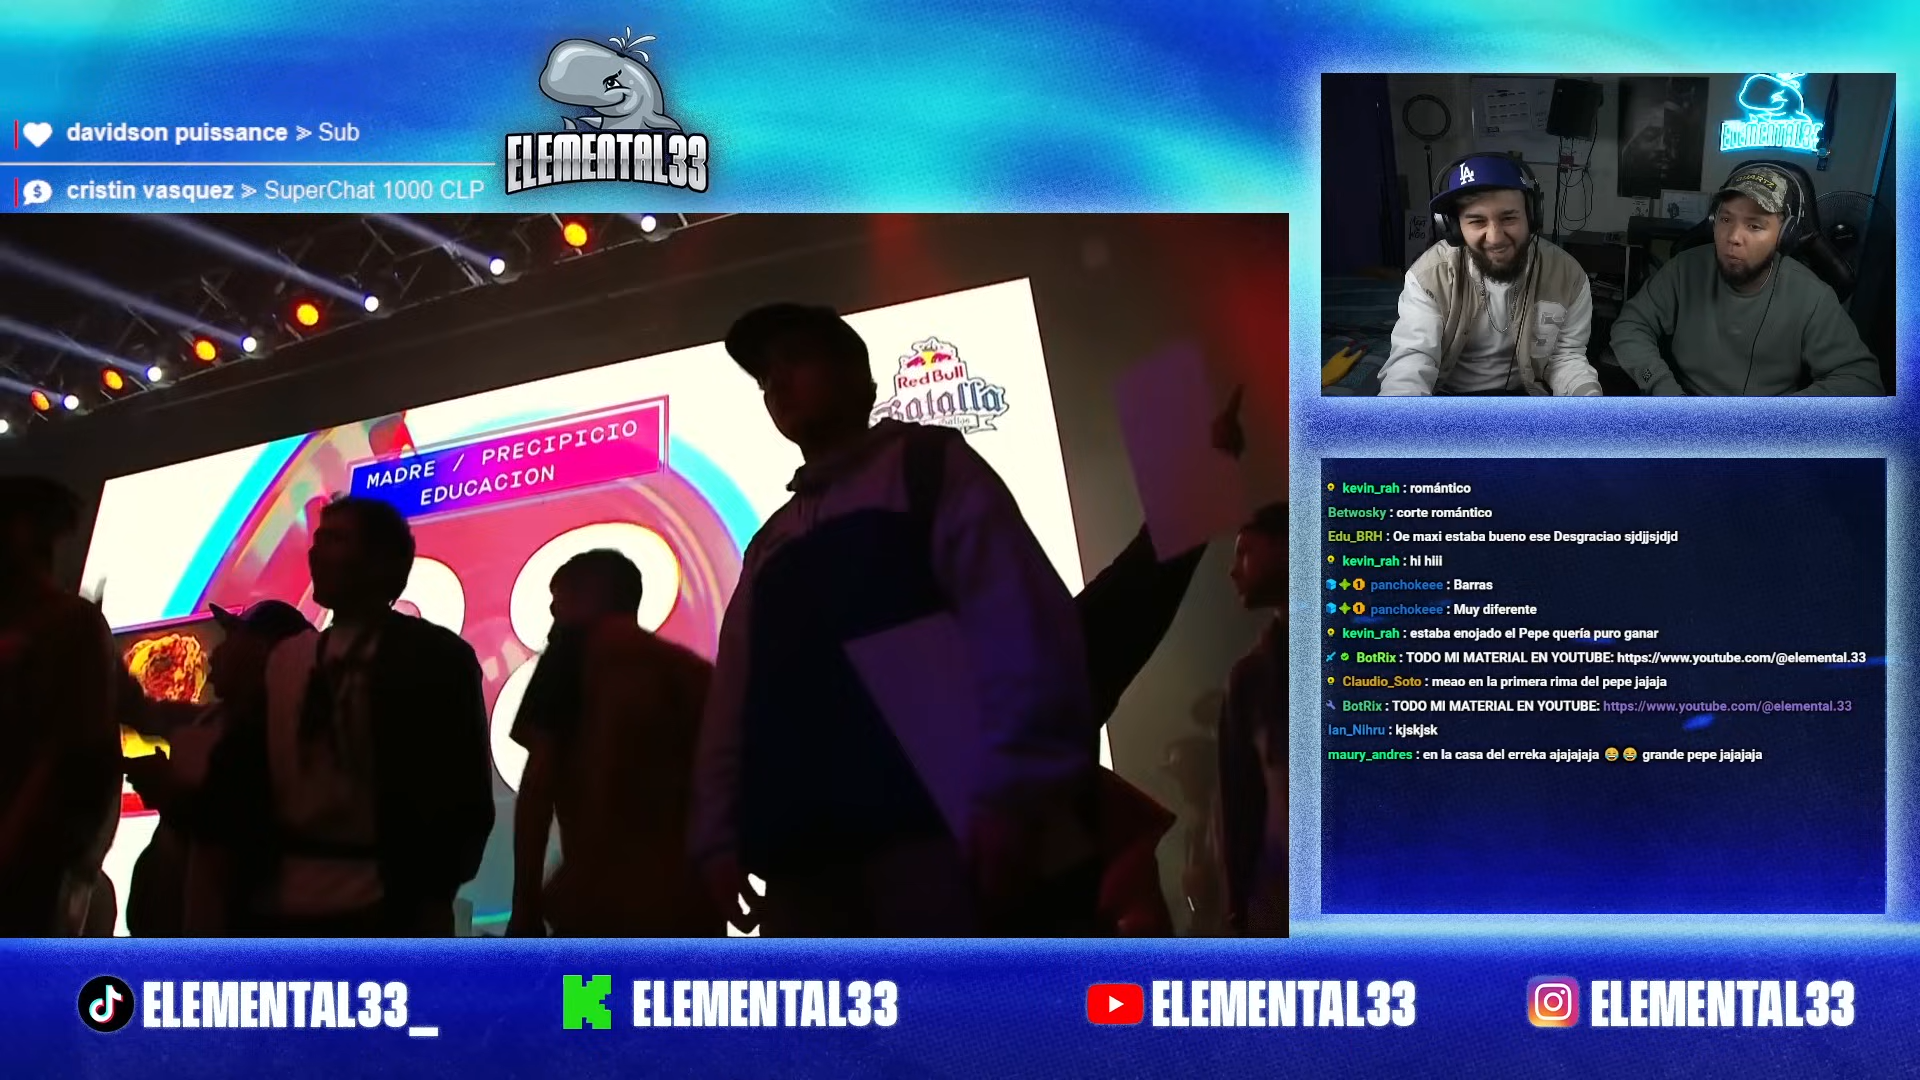 davidson puissance > Sub
cristin vasquez > SuperChat 1000 CLP
ELEMENTAL33
MADRE / PRECIPICIO
EDUCACION
Red Bull
Batalla
LA
ELEMENTAL33
kevin_rah : romántico
Betwosky : corte romántico
Edu_BRH : Oe maxi estaba bueno ese Desgraciao sjdjjsjdjd
kevin_rah : hi hiii
panchokeee : Barras
panchokeee : Muy diferente
kevin_rah : estaba enojado el Pepe quería puro ganar
BotRix : TODO MI MATERIAL EN YOUTUBE: https://www.youtube.com/@elemental.33
Claudio_Soto : meao en la primera rima del pepe jajaja
BotRix : TODO MI MATERIAL EN YOUTUBE: https://www.youtube.com/@elemental.33
Ian_Nihru : kjskjsk
maury_andres : en la casa del erreka ajajajaja 😂 😂 grande pepe jajajaja
ELEMENTAL33_
ELEMENTAL33
ELEMENTAL33
ELEMENTAL33